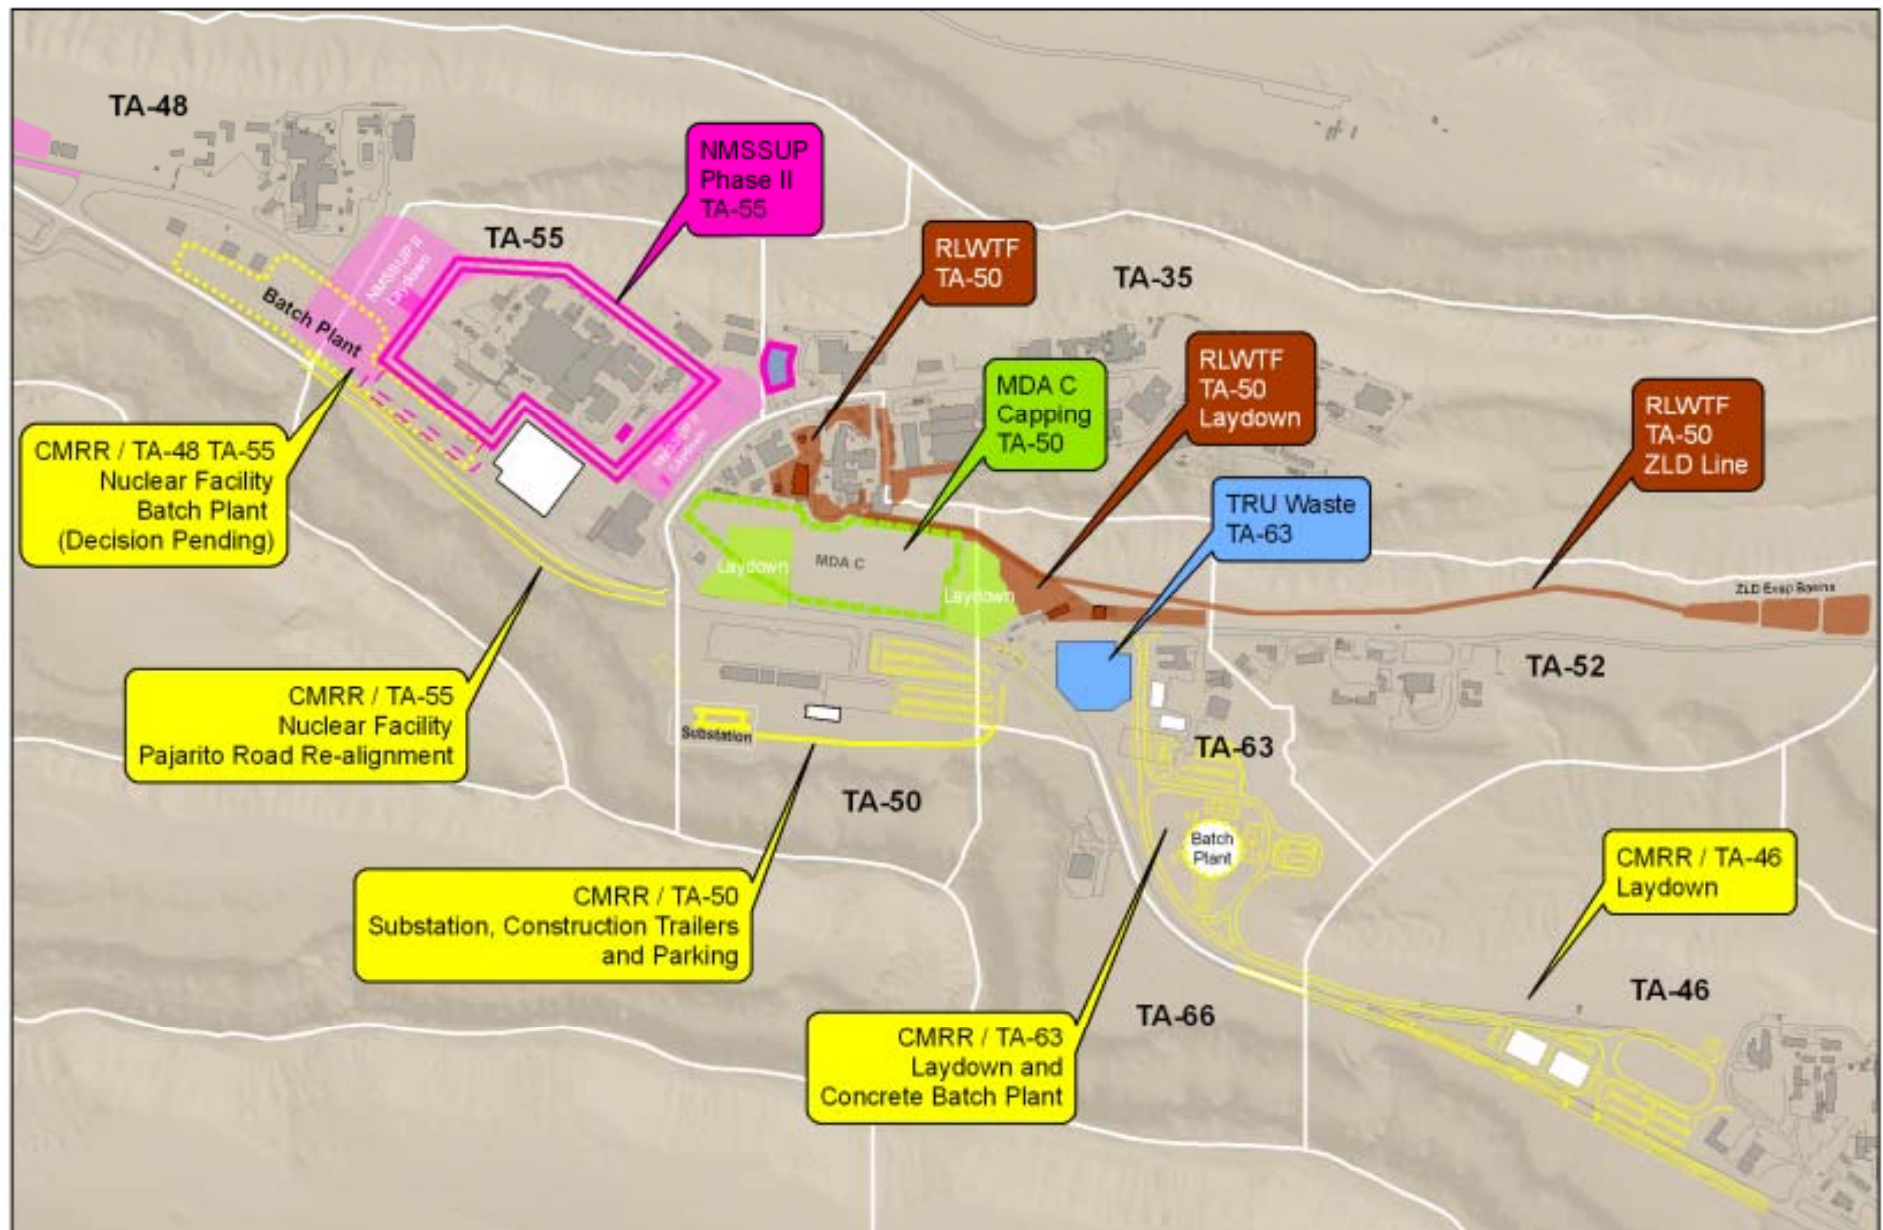 TA-48
NMSSUP
Phase II
TA-55
TA-55
NMSSUP II
Laydown
Batch Plant
RLWTF
TA-50
TA-35
MDA C
Capping
TA-50
RLWTF
TA-50
Laydown
RLWTF
TA-50
ZLD Line
CMRR / TA-48 TA-55
Nuclear Facility
Batch Plant
(Decision Pending)
Laydown
TRU Waste
TA-63
Laydown
MDA C
Laydown
ZLD Evap Basins
TA-52
CMRR / TA-55
Nuclear Facility
Pajarito Road Re-alignment
Substation
TA-63
TA-50
Batch
Plant
CMRR / TA-46
Laydown
CMRR / TA-50
Substation, Construction Trailers
and Parking
TA-46
TA-66
CMRR / TA-63
Laydown and
Concrete Batch Plant